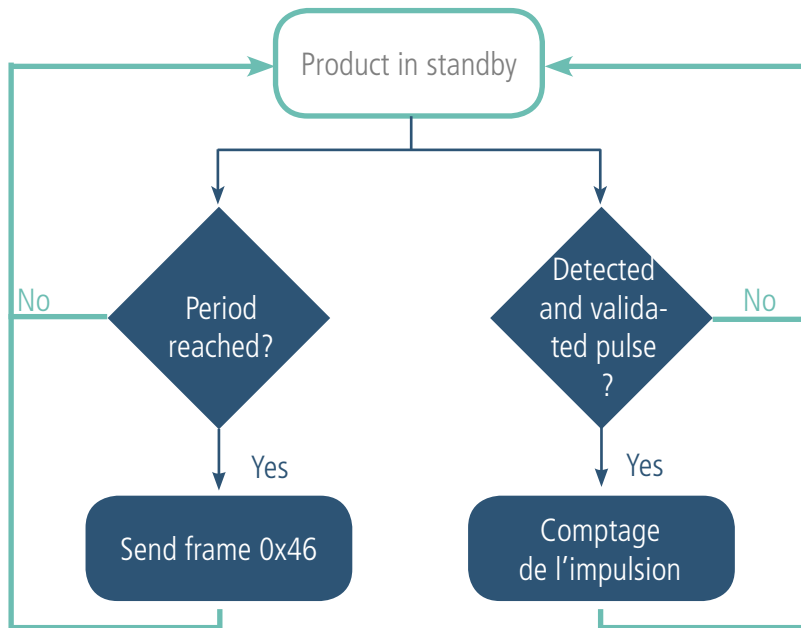 Product in standby
No
Period
reached?
Detected
and valida-
ted pulse
?
No
Yes
Yes
Send frame 0x46
Comptage
de l'impulsion